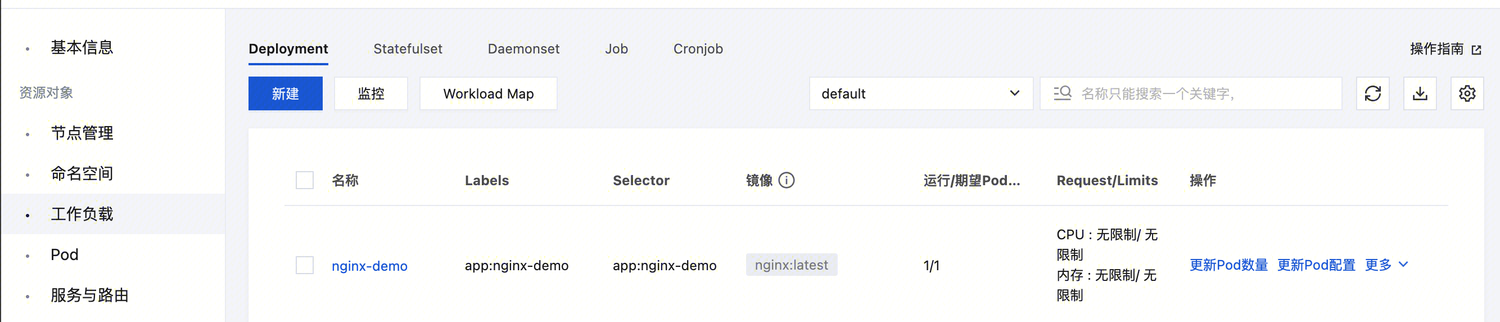 基本信息
资源对象
节点管理
命名空间
工作负载
Pod
服务与路由
Deployment Statefulset Daemonset Job Cronjob 操作指南
新建 监控 Workload Map default 名称只能搜索一个关键字,
名称 Labels Selector 镜像 运行/期望Pod... Request/Limits 操作
nginx-demo app:nginx-demo app:nginx-demo nginx:latest 1/1
CPU : 无限制/ 无
限制
内存 : 无限制/ 无
限制
更新Pod数量 更新Pod配置 更多